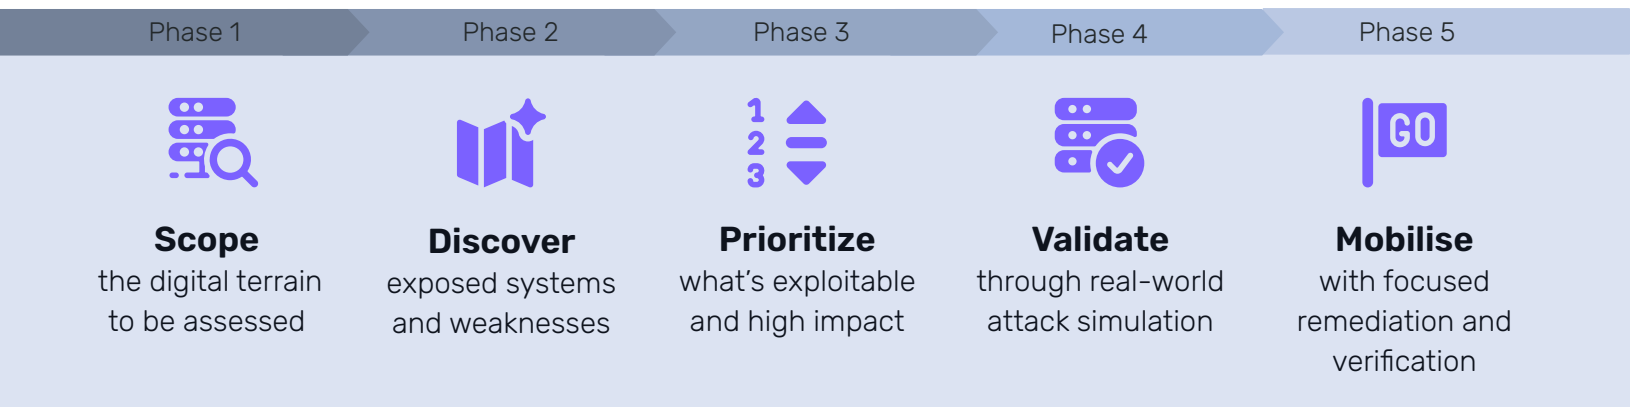 Phase 1
Phase 2
Phase 3
Phase 4
Phase 5
1
2
3
GO
Scope
the digital terrain
to be assessed
Discover
exposed systems
and weaknesses
Prioritize
what's exploitable
and high impact
Validate
through real-world
attack simulation
Mobilise
with focused
remediation and
verification